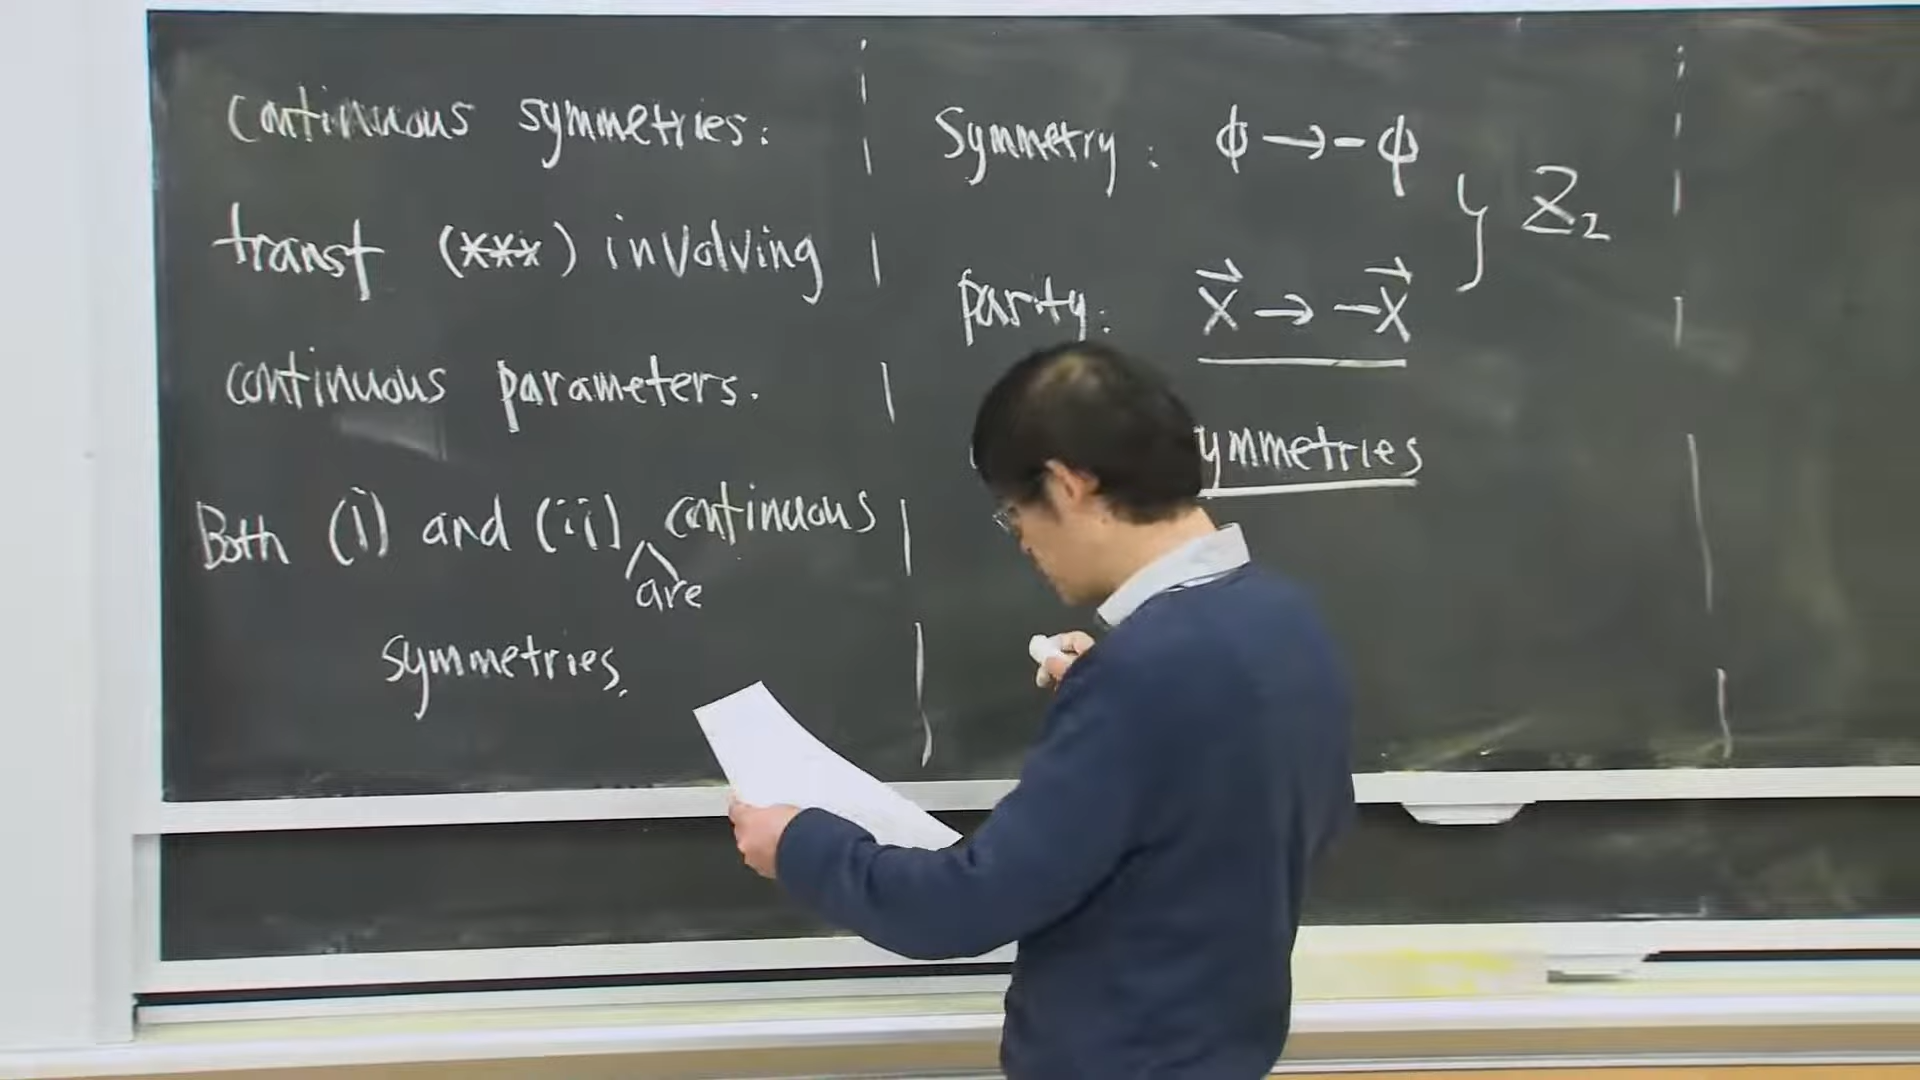 continuous symmetries:
transf (***) involving
continuous parameters.
Both (i) and (ii) continuous
are
symmetries.
Symmetry: φ → -φ
} Z₂
parity: x⃗ → -x⃗
ymmetries